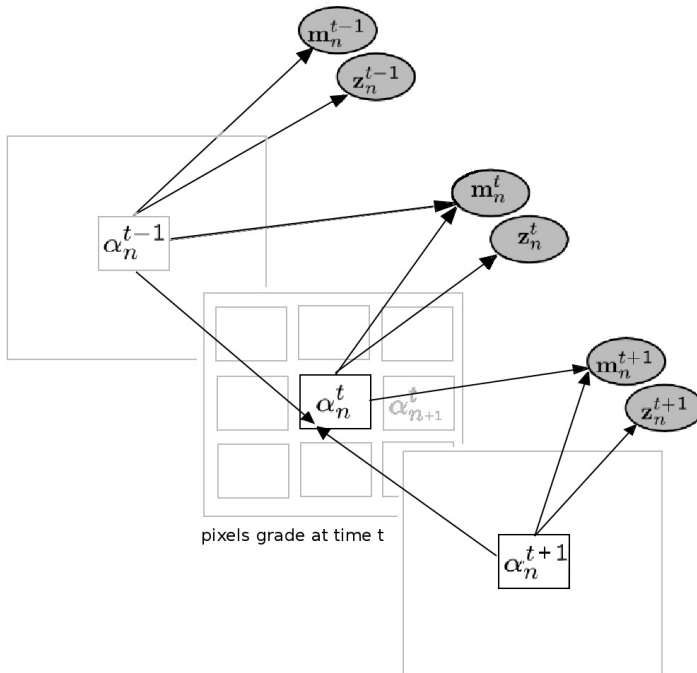 m_n^{t-1}
z_n^{t-1}
α_n^{t-1}
m_n^t
z_n^t
α_n^t
α_{n+1}^t
m_n^{t+1}
z_n^{t+1}
pixels grade at time t
α_n^{t+1}